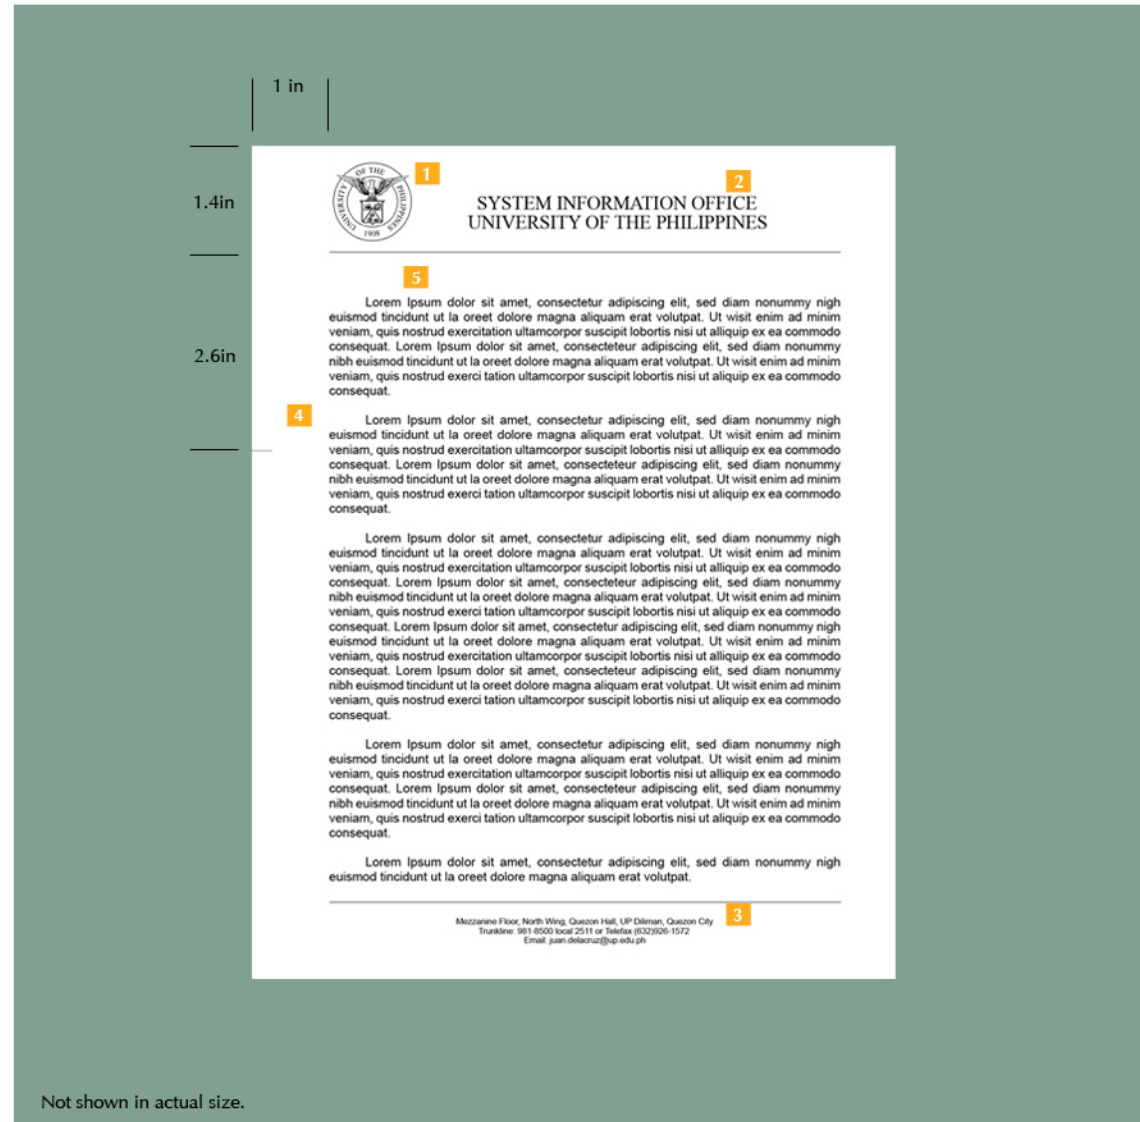 1 in
1.4in
2.6in
UNIVERSITY OF THE PHILIPPINES
1908
1
2
SYSTEM INFORMATION OFFICE
UNIVERSITY OF THE PHILIPPINES
5
Lorem Ipsum dolor sit amet, consectetur adipiscing elit, sed diam nonummy nigh
euismod tincidunt ut la oreet dolore magna aliquam erat volutpat. Ut wisit enim ad minim
veniam, quis nostrud exercitation ultamcorpor suscipit lobortis nisi ut alliquip ex ea commodo
consequat. Lorem Ipsum dolor sit amet, consecteteur adipiscing elit, sed diam nonummy
nibh euismod tincidunt ut la oreet dolore magna aliquam erat volutpat. Ut wisit enim ad minim
veniam, quis nostrud exerci tation ultamcorpor suscipit lobortis nisi ut aliquip ex ea commodo
consequat.
4
Lorem Ipsum dolor sit amet, consectetur adipiscing elit, sed diam nonummy nigh
euismod tincidunt ut la oreet dolore magna aliquam erat volutpat. Ut wisit enim ad minim
veniam, quis nostrud exercitation ultamcorpor suscipit lobortis nisi ut alliquip ex ea commodo
consequat. Lorem Ipsum dolor sit amet, consecteteur adipiscing elit, sed diam nonummy
nibh euismod tincidunt ut la oreet dolore magna aliquam erat volutpat. Ut wisit enim ad minim
veniam, quis nostrud exerci tation ultamcorpor suscipit lobortis nisi ut aliquip ex ea commodo
consequat.
Lorem Ipsum dolor sit amet, consectetur adipiscing elit, sed diam nonummy nigh
euismod tincidunt ut la oreet dolore magna aliquam erat volutpat. Ut wisit enim ad minim
veniam, quis nostrud exercitation ultamcorpor suscipit lobortis nisi ut alliquip ex ea commodo
consequat. Lorem Ipsum dolor sit amet, consecteteur adipiscing elit, sed diam nonummy
nibh euismod tincidunt ut la oreet dolore magna aliquam erat volutpat. Ut wisit enim ad minim
veniam, quis nostrud exerci tation ultamcorpor suscipit lobortis nisi ut aliquip ex ea commodo
consequat. Lorem Ipsum dolor sit amet, consectetur adipiscing elit, sed diam nonummy nigh
euismod tincidunt ut la oreet dolore magna aliquam erat volutpat. Ut wisit enim ad minim
veniam, quis nostrud exercitation ultamcorpor suscipit lobortis nisi ut alliquip ex ea commodo
consequat. Lorem Ipsum dolor sit amet, consecteteur adipiscing elit, sed diam nonummy
nibh euismod tincidunt ut la oreet dolore magna aliquam erat volutpat. Ut wisit enim ad minim
veniam, quis nostrud exerci tation ultamcorpor suscipit lobortis nisi ut aliquip ex ea commodo
consequat.
Lorem Ipsum dolor sit amet, consectetur adipiscing elit, sed diam nonummy nigh
euismod tincidunt ut la oreet dolore magna aliquam erat volutpat. Ut wisit enim ad minim
veniam, quis nostrud exercitation ultamcorpor suscipit lobortis nisi ut alliquip ex ea commodo
consequat. Lorem Ipsum dolor sit amet, consecteteur adipiscing elit, sed diam nonummy
nibh euismod tincidunt ut la oreet dolore magna aliquam erat volutpat. Ut wisit enim ad minim
veniam, quis nostrud exerci tation ultamcorpor suscipit lobortis nisi ut aliquip ex ea commodo
consequat.
Lorem Ipsum dolor sit amet, consectetur adipiscing elit, sed diam nonummy nigh
euismod tincidunt ut la oreet dolore magna aliquam erat volutpat.
3
Mezzanine Floor, North Wing, Quezon Hall, UP Diliman, Quezon City
Trunkline: 981-8500 local 2511 or Telefax (632)926-1572
Email: juan.delacruz@up.edu.ph
Not shown in actual size.